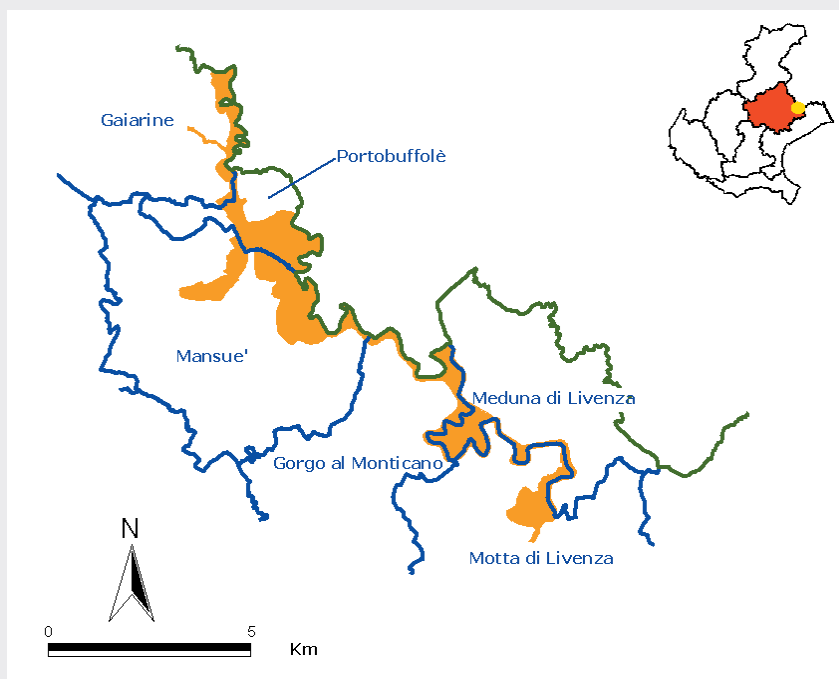 Gaiarine
Portobuffolè
Mansue'
Meduna di Livenza
Gorgo al Monticano
Motta di Livenza
N
0 5
Km